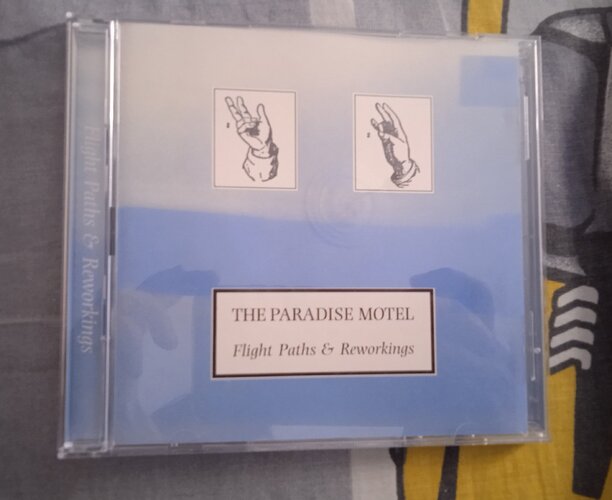 THE PARADISE MOTEL
Flight Paths & Reworkings
Flight Paths & Reworkings